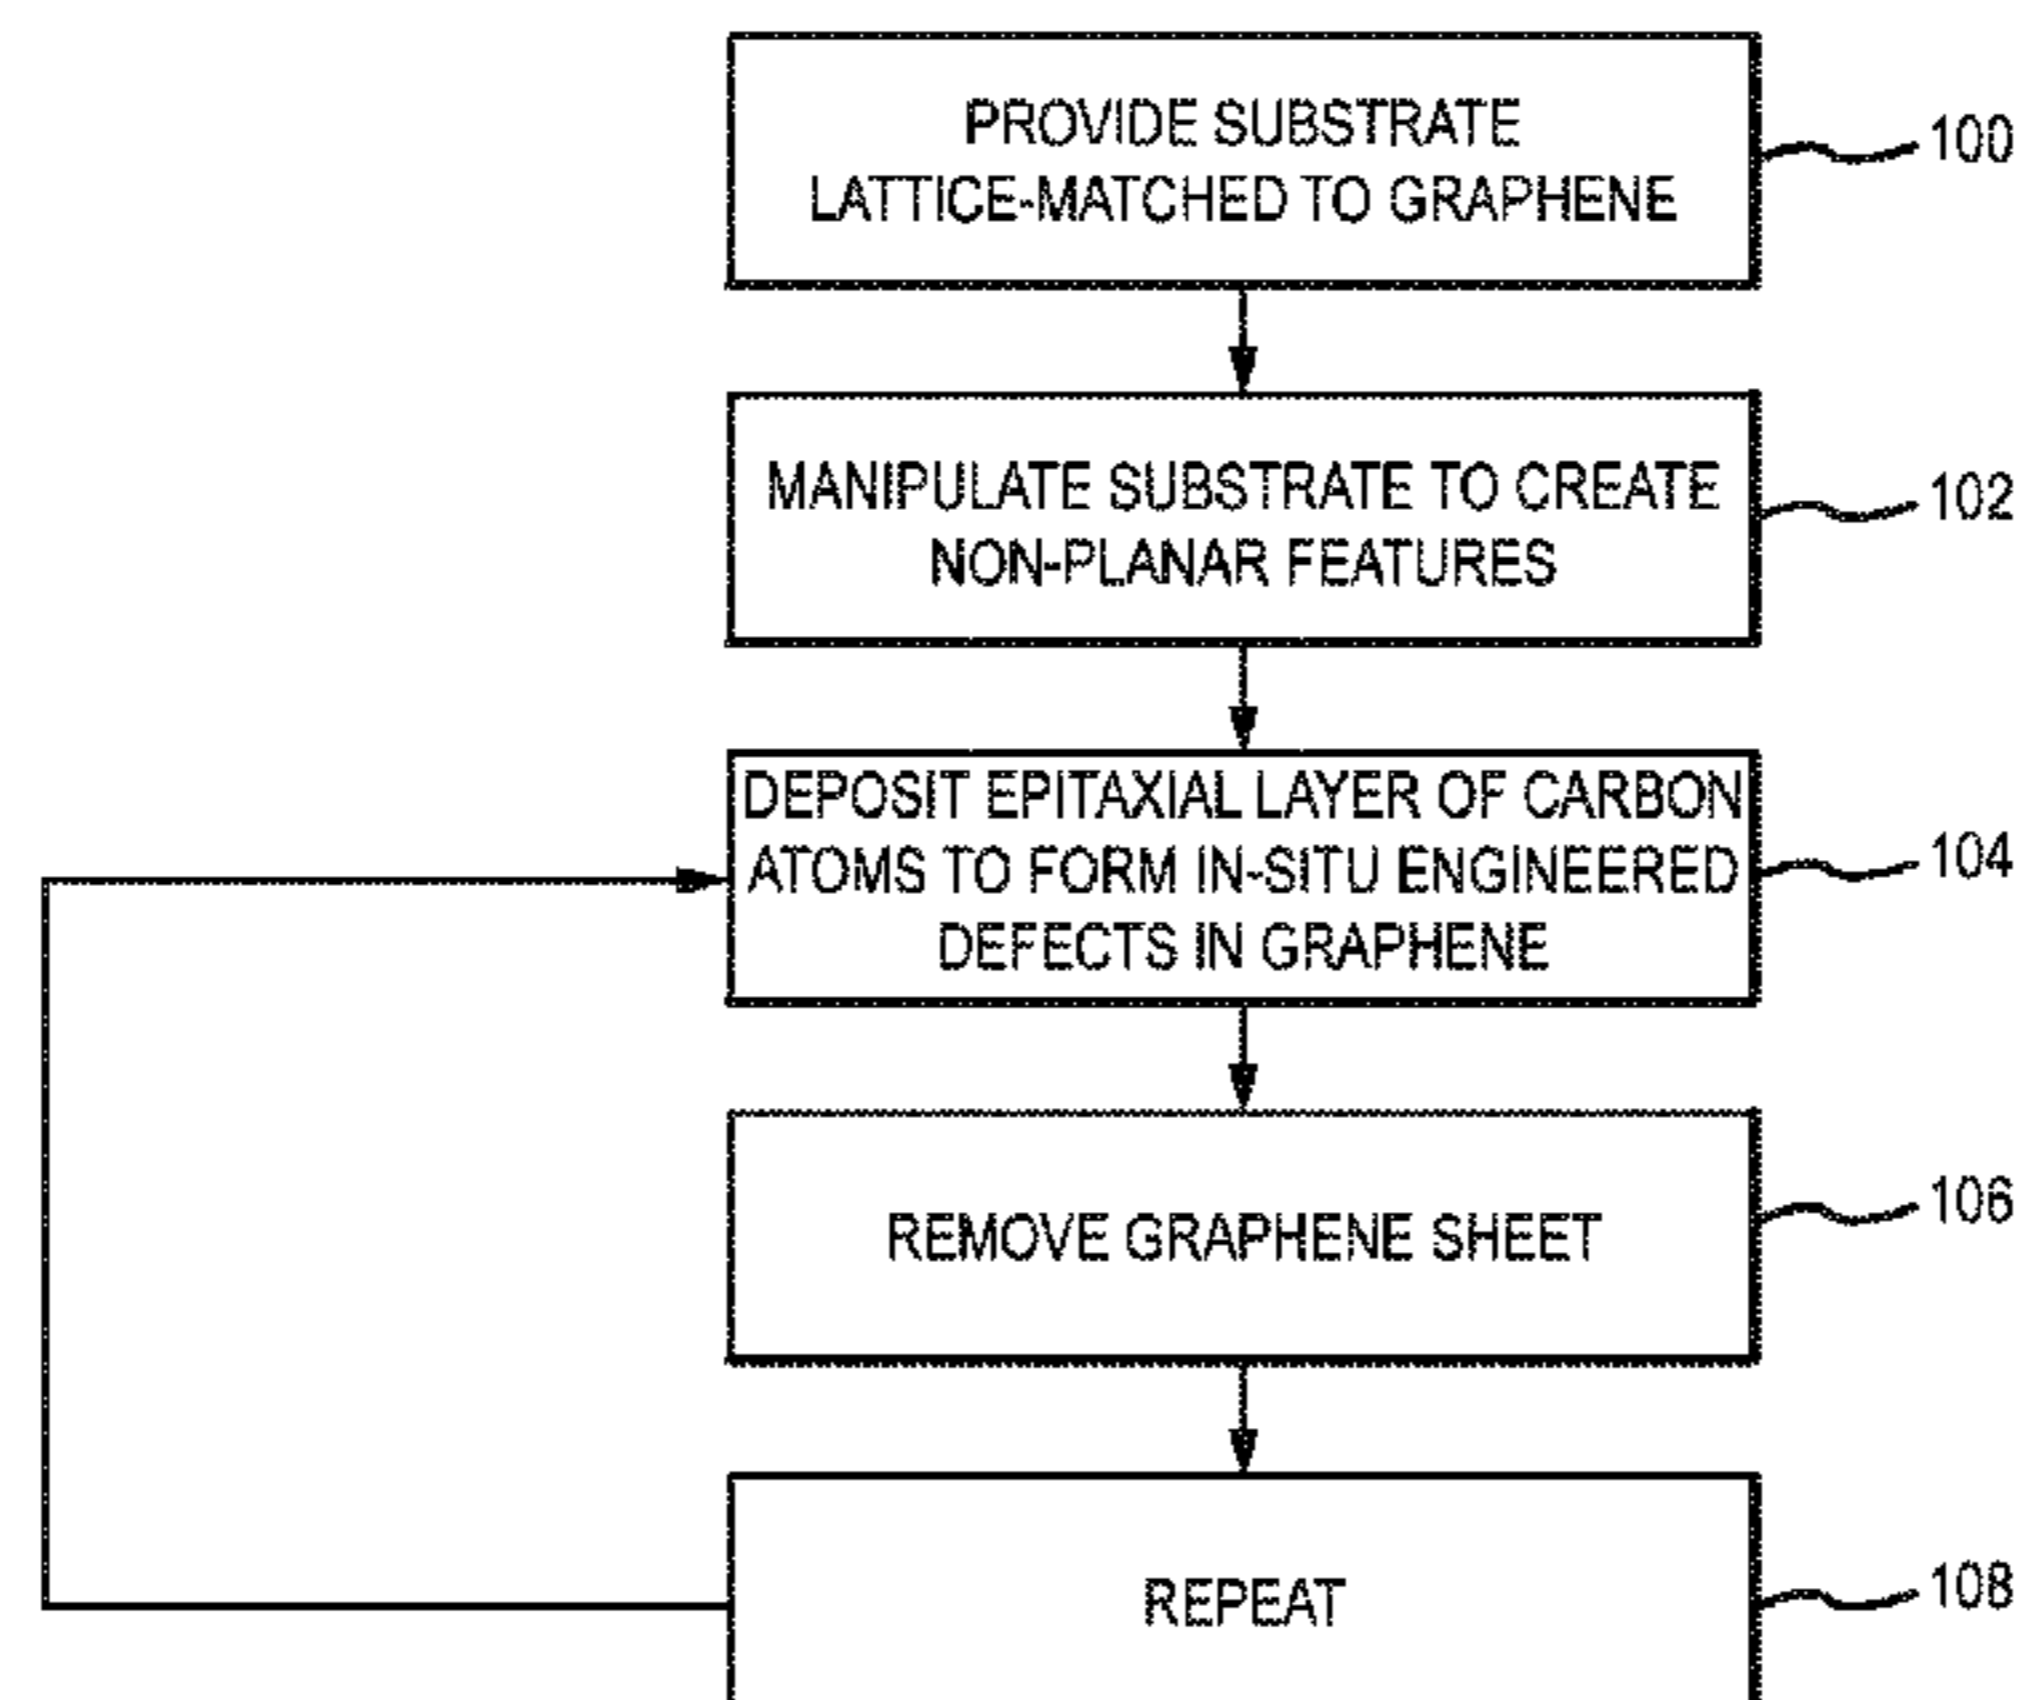 PROVIDE SUBSTRATE
LATTICE-MATCHED TO GRAPHENE
100
MANIPULATE SUBSTRATE TO CREATE
NON-PLANAR FEATURES
102
DEPOSIT EPITAXIAL LAYER OF CARBON
ATOMS TO FORM IN-SITU ENGINEERED
DEFECTS IN GRAPHENE
104
REMOVE GRAPHENE SHEET
106
REPEAT
108